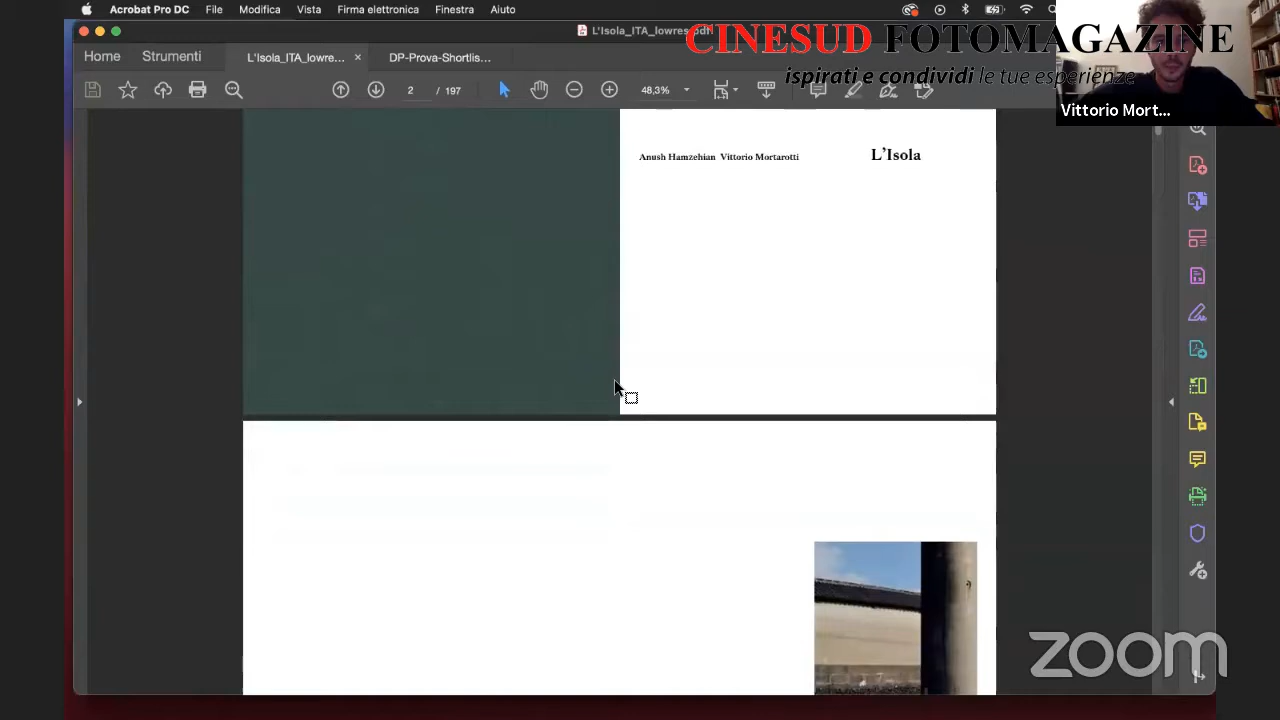 Acrobat Pro DC File Modifica Vista Firma elettronica Finestra Aiuto
L'Isola_ITA_lowres.pdf
CINESUD FOTOMAGAZINE
ispirati e condividi le tue esperienze
Home Strumenti L'Isola_ITA_lowre... × DP-Prova-Shortlis...
2 / 197 48,3%
Vittorio Mort...
Anush Hamzehian Vittorio Mortarotti L'Isola
zoom